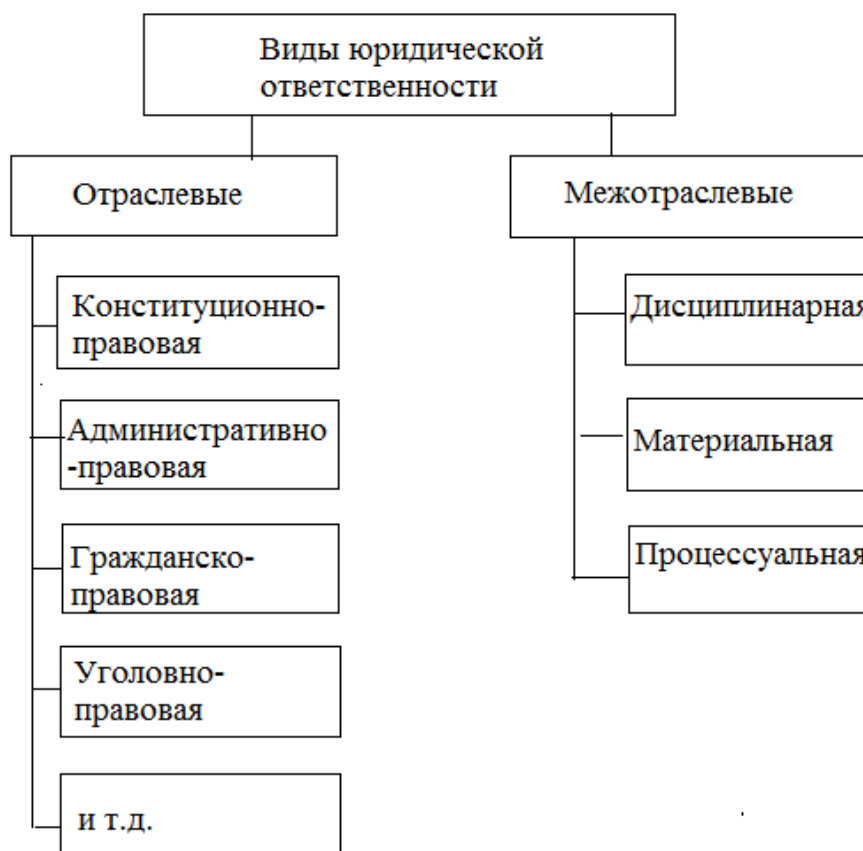 Виды юридической
ответственности
Отраслевые
Конституционно-
правовая
Административно
-правовая
Гражданско-
правовая
Уголовно-
правовая
и т.д.
Межотраслевые
Дисциплинарная
Материальная
Процессуальная